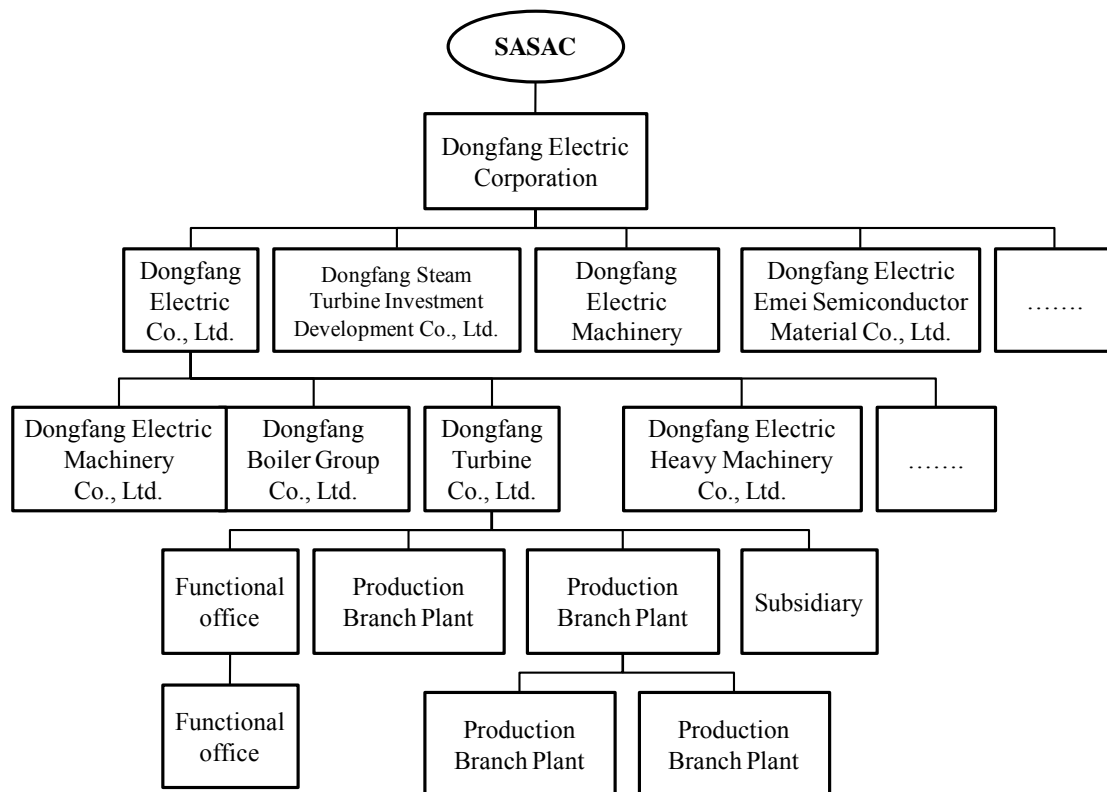 SASAC
Dongfang Electric
Corporation
Dongfang
Electric
Co., Ltd.
Dongfang Steam
Turbine Investment
Development Co., Ltd.
Dongfang
Electric
Machinery
Dongfang Electric
Emei Semiconductor
Material Co., Ltd.
.......
Dongfang Electric
Machinery
Co., Ltd.
Dongfang
Boiler Group
Co., Ltd.
Dongfang
Turbine
Co., Ltd.
Dongfang Electric
Heavy Machinery
Co., Ltd.
.......
Functional
office
Production
Branch Plant
Production
Branch Plant
Subsidiary
Functional
office
Production
Branch Plant
Production
Branch Plant